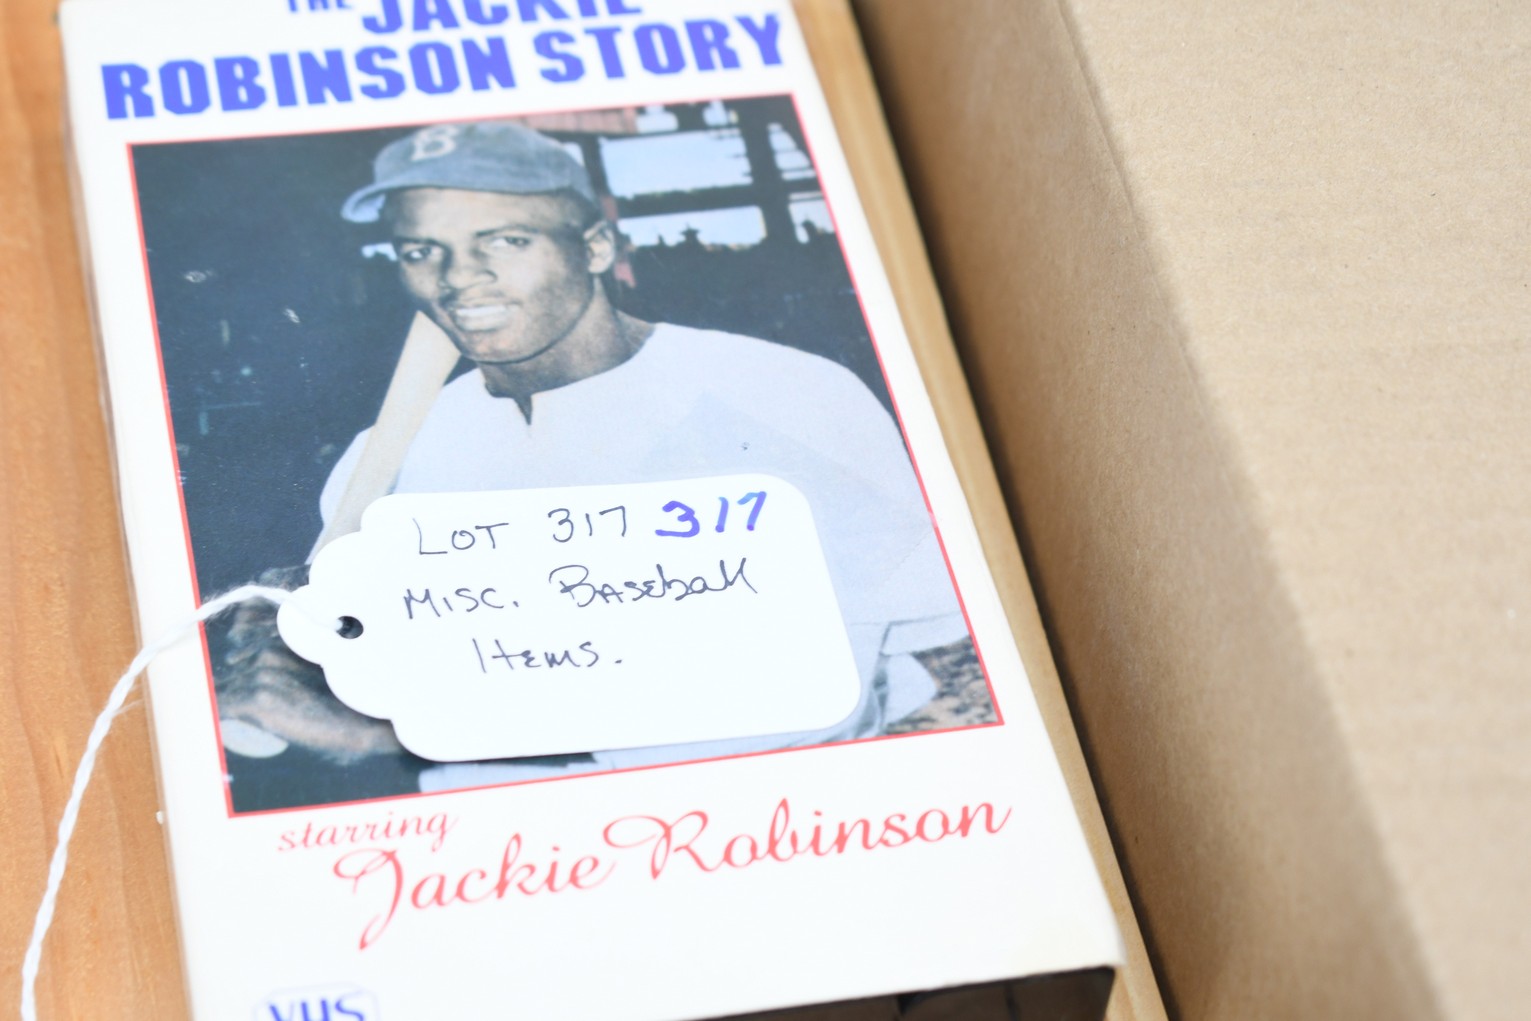 THE JACKIE
ROBINSON STORY
B
LOT 317 317
MISC. Baseball
Items.
starring
Jackie Robinson
VHS